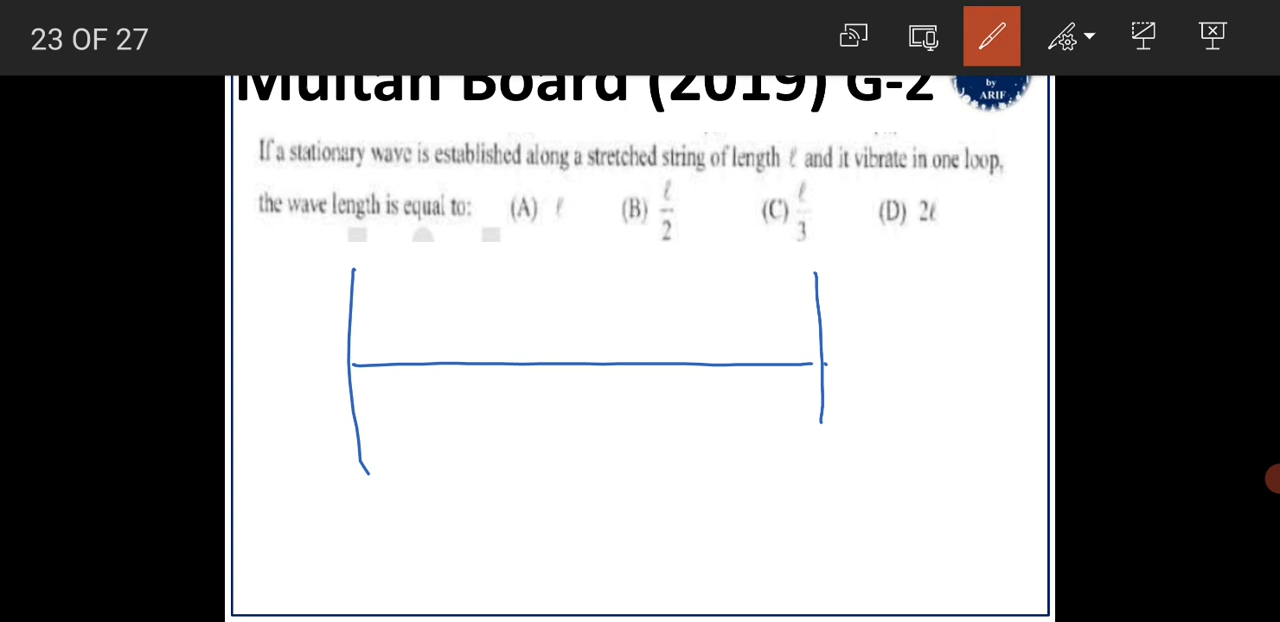 23 OF 27
Multan Board (2019) G-2
by
ARIF
If a stationary wave is established along a stretched string of length ℓ and it vibrate in one loop,
the wave length is equal to: (A) ℓ (B) ℓ/2 (C) ℓ/3 (D) 2ℓ